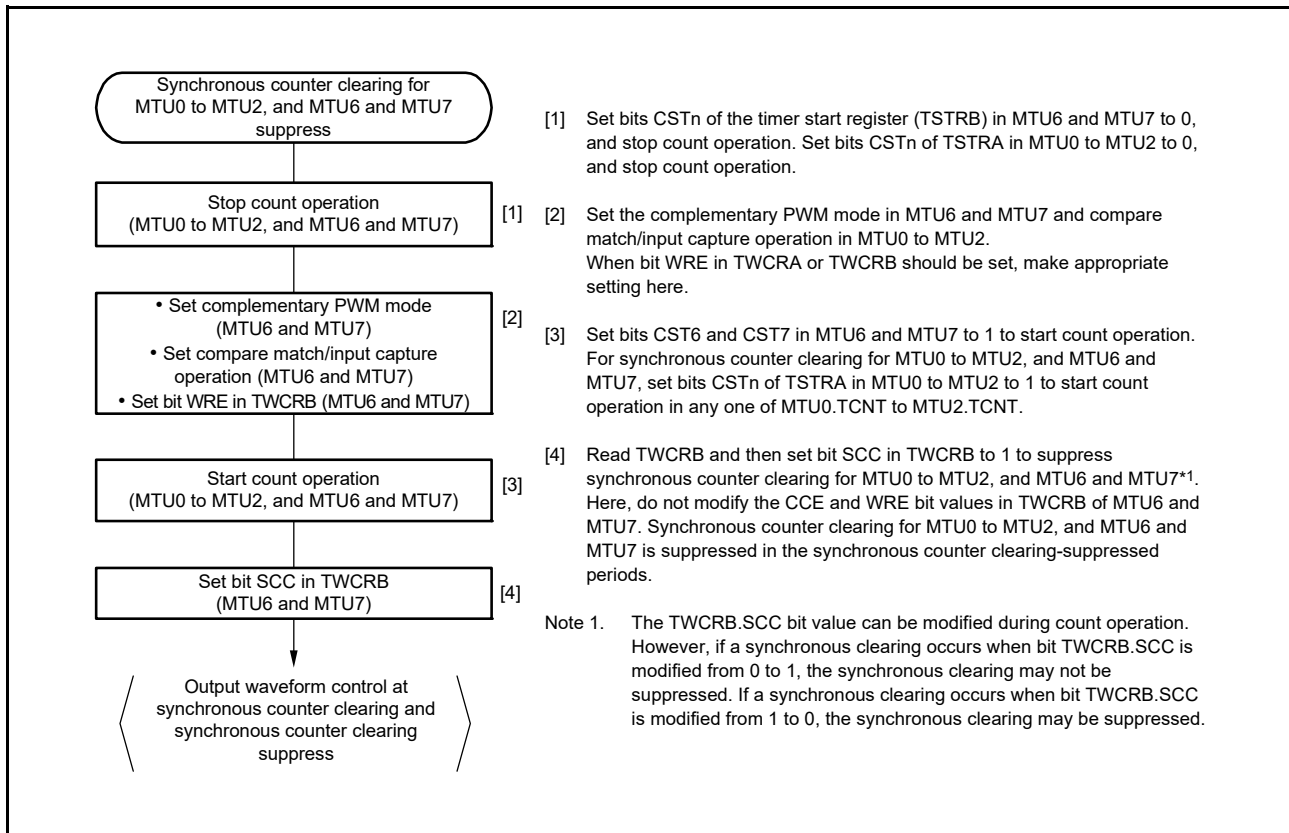 Synchronous counter clearing for
MTU0 to MTU2, and MTU6 and MTU7
suppress
Stop count operation
(MTU0 to MTU2, and MTU6 and MTU7)
[1]
• Set complementary PWM mode
(MTU6 and MTU7)
• Set compare match/input capture
operation (MTU6 and MTU7)
• Set bit WRE in TWCRB (MTU6 and MTU7)
[2]
Start count operation
(MTU0 to MTU2, and MTU6 and MTU7)
[3]
Set bit SCC in TWCRB
(MTU6 and MTU7)
[4]
Output waveform control at
synchronous counter clearing and
synchronous counter clearing
suppress
[1] Set bits CSTn of the timer start register (TSTRB) in MTU6 and MTU7 to 0,
and stop count operation. Set bits CSTn of TSTRA in MTU0 to MTU2 to 0,
and stop count operation.
[2] Set the complementary PWM mode in MTU6 and MTU7 and compare
match/input capture operation in MTU0 to MTU2.
When bit WRE in TWCRA or TWCRB should be set, make appropriate
setting here.
[3] Set bits CST6 and CST7 in MTU6 and MTU7 to 1 to start count operation.
For synchronous counter clearing for MTU0 to MTU2, and MTU6 and
MTU7, set bits CSTn of TSTRA in MTU0 to MTU2 to 1 to start count
operation in any one of MTU0.TCNT to MTU2.TCNT.
[4] Read TWCRB and then set bit SCC in TWCRB to 1 to suppress
synchronous counter clearing for MTU0 to MTU2, and MTU6 and MTU7*1.
Here, do not modify the CCE and WRE bit values in TWCRB of MTU6 and
MTU7. Synchronous counter clearing for MTU0 to MTU2, and MTU6 and
MTU7 is suppressed in the synchronous counter clearing-suppressed
periods.
Note 1. The TWCRB.SCC bit value can be modified during count operation.
However, if a synchronous clearing occurs when bit TWCRB.SCC is
modified from 0 to 1, the synchronous clearing may not be
suppressed. If a synchronous clearing occurs when bit TWCRB.SCC
is modified from 1 to 0, the synchronous clearing may be suppressed.